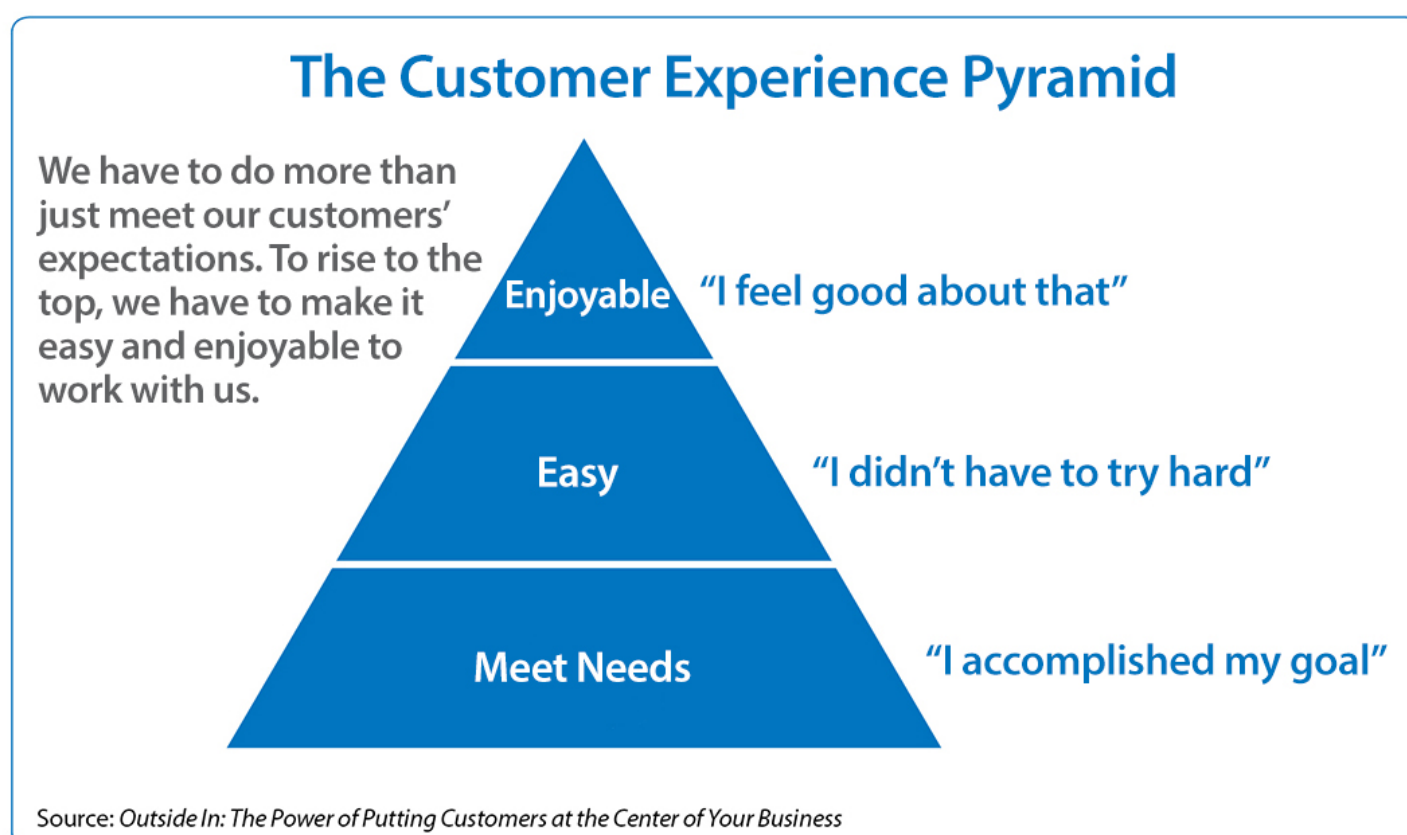 The Customer Experience Pyramid
We have to do more than
just meet our customers’
expectations. To rise to the
top, we have to make it
easy and enjoyable to
work with us.
Enjoyable
“I feel good about that”
Easy
“I didn’t have to try hard”
Meet Needs
“I accomplished my goal”
Source: Outside In: The Power of Putting Customers at the Center of Your Business